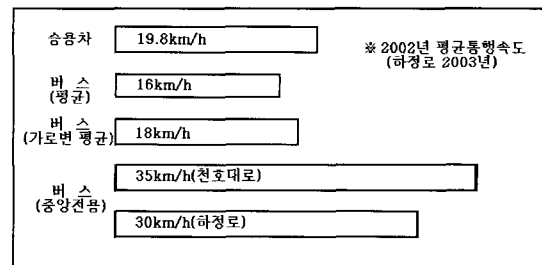 승용차
19.8km/h
※ 2002년 평균통행속도
(하정로 2003년)
버 스
(평균)
16km/h
버 스
(가로변 평균)
18km/h
버 스
(중앙전용)
35km/h(천호대로)
30km/h(하정로)